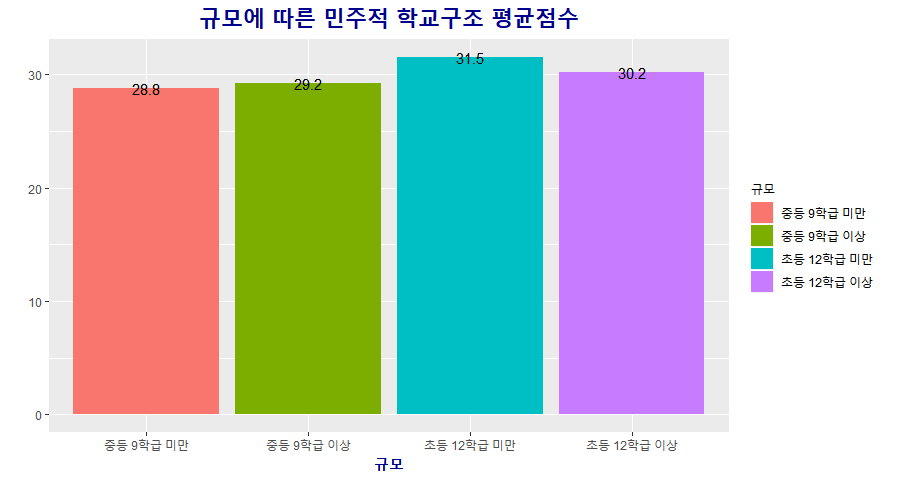 규모에 따른 민주적 학교구조 평균점수
30
20
10
0
28.8
29.2
31.5
30.2
중등 9학급 미만
중등 9학급 이상
초등 12학급 미만
초등 12학급 이상
규모
규모
중등 9학급 미만
중등 9학급 이상
초등 12학급 미만
초등 12학급 이상